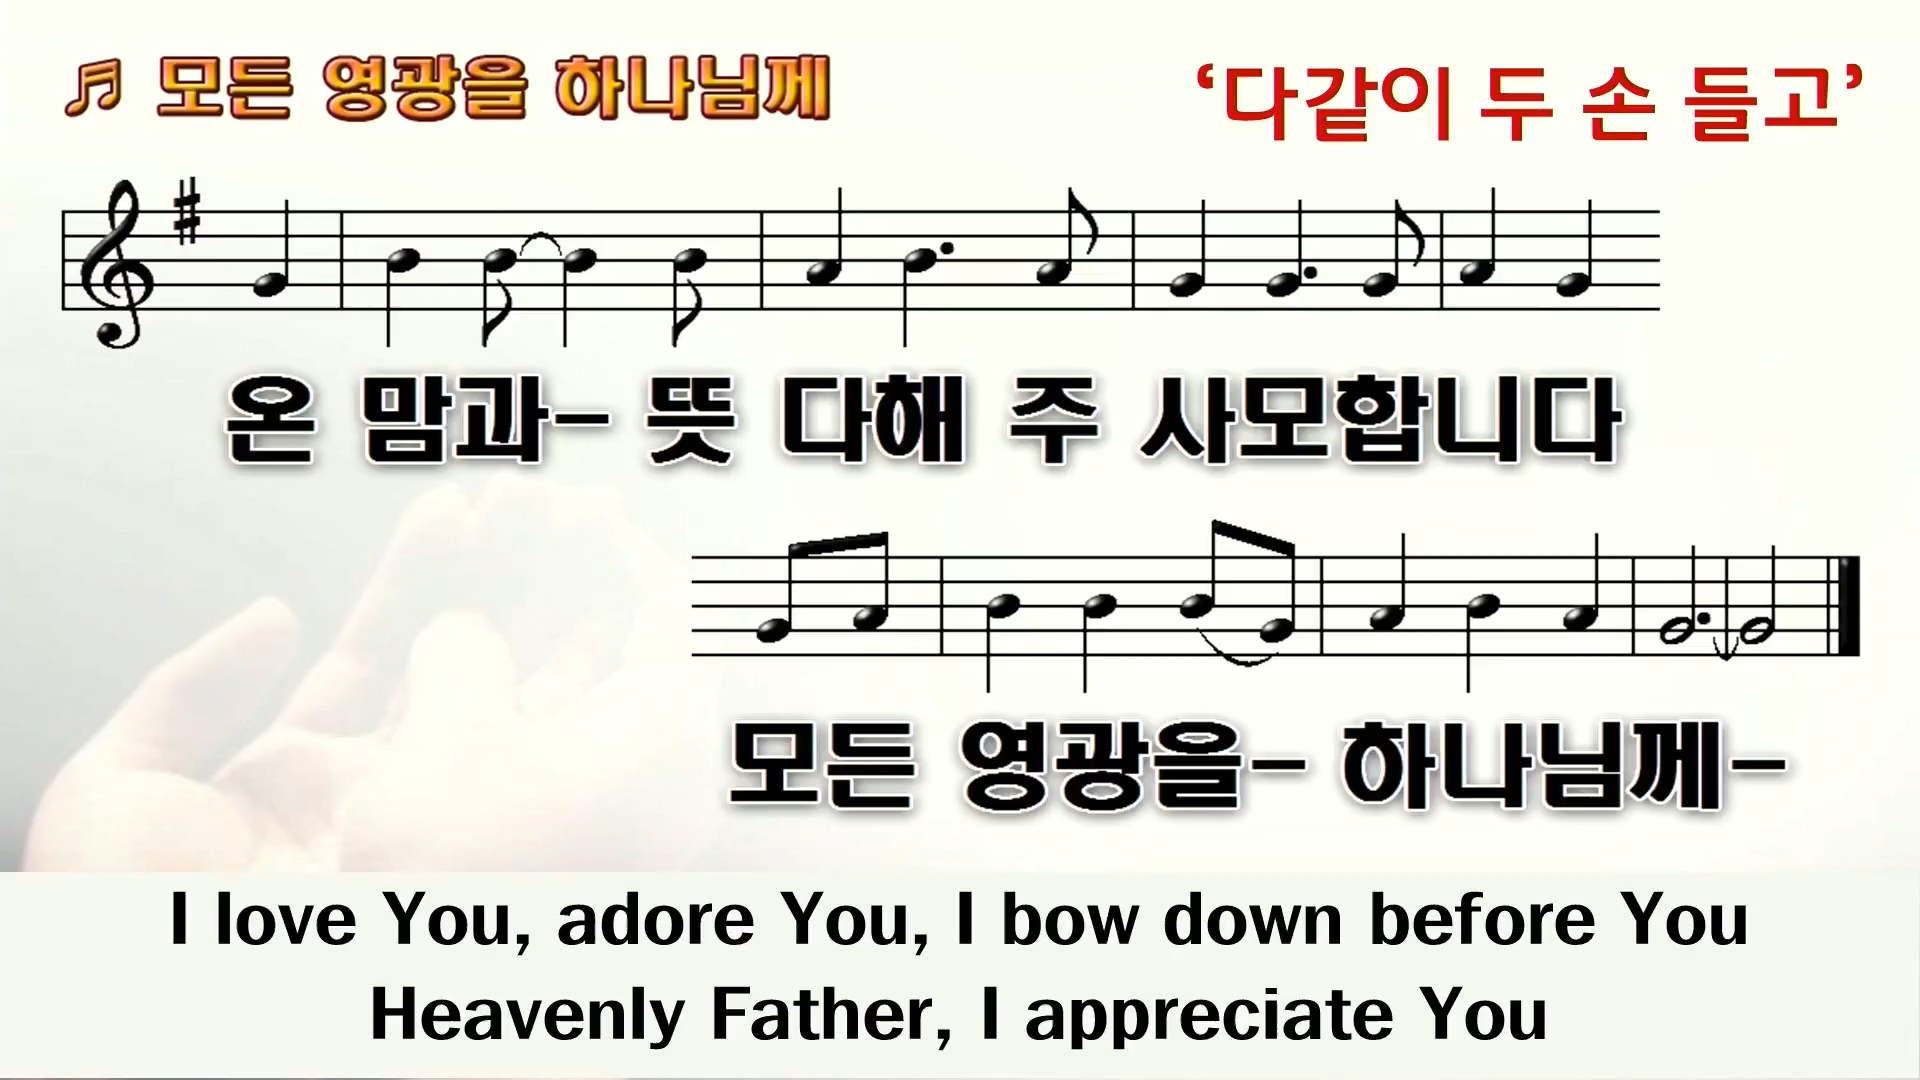 ♬ 모든 영광을 하나님께
‘다같이 두 손 들고’
온 맘과- 뜻 다해 주 사모합니다
모든 영광을- 하나님께-
I love You, adore You, I bow down before You
Heavenly Father, I appreciate You